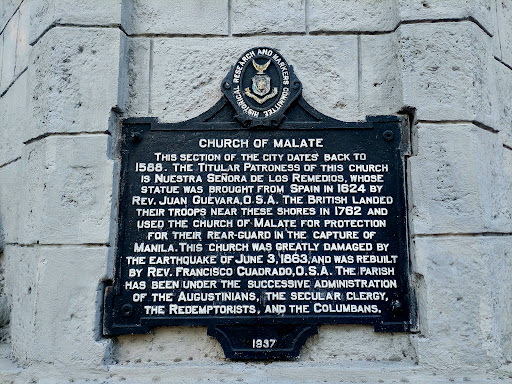 HISTORICAL RESEARCH AND MARKERS COMMITTEE
CHURCH OF MALATE
THIS SECTION OF THE CITY DATES BACK TO
1588. THE TITULAR PATRONESS OF THIS CHURCH
IS NUESTRA SEÑORA DE LOS REMEDIOS, WHOSE
STATUE WAS BROUGHT FROM SPAIN IN 1624 BY
REV. JUAN GUEVARA, O.S.A. THE BRITISH LANDED
THEIR TROOPS NEAR THESE SHORES IN 1762 AND
USED THE CHURCH OF MALATE FOR PROTECTION
FOR THEIR REAR-GUARD IN THE CAPTURE OF
MANILA. THIS CHURCH WAS GREATLY DAMAGED BY
THE EARTHQUAKE OF JUNE 3, 1863, AND WAS REBUILT
BY REV. FRANCISCO CUADRADO, O.S.A. THE PARISH
HAS BEEN UNDER THE SUCCESSIVE ADMINISTRATION
OF THE AUGUSTINIANS, THE SECULAR CLERGY,
THE REDEMPTORISTS, AND THE COLUMBANS.
1937